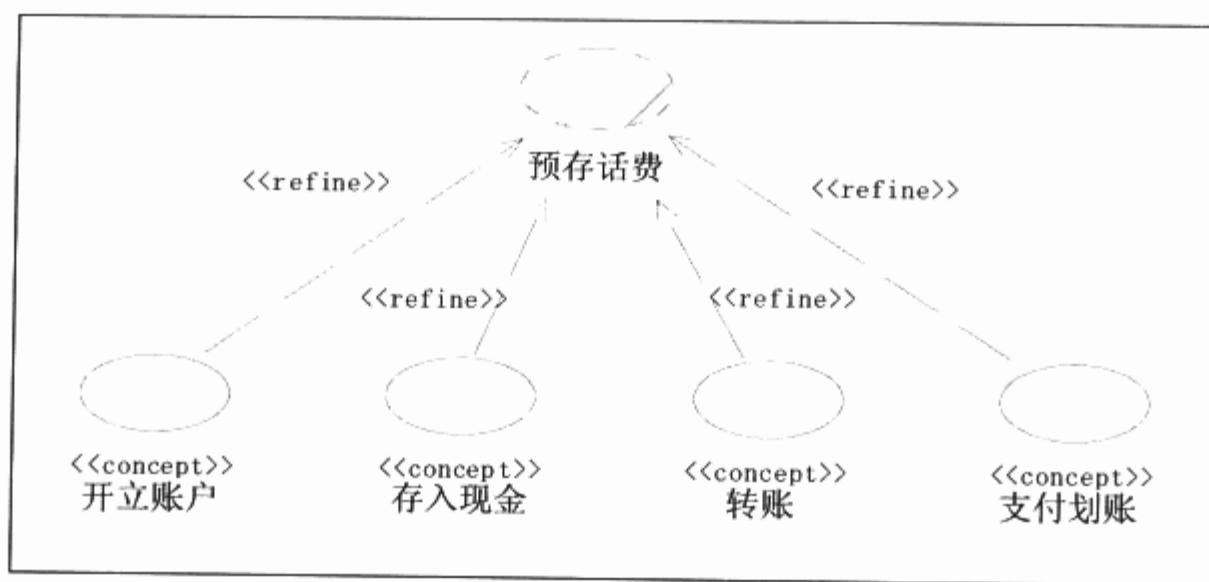 预存话费
<<refine>>
<<refine>>
<<refine>>
<<refine>>
<<concept>>
开立账户
<<concept>>
存入现金
<<concept>>
转账
<<concept>>
支付划账